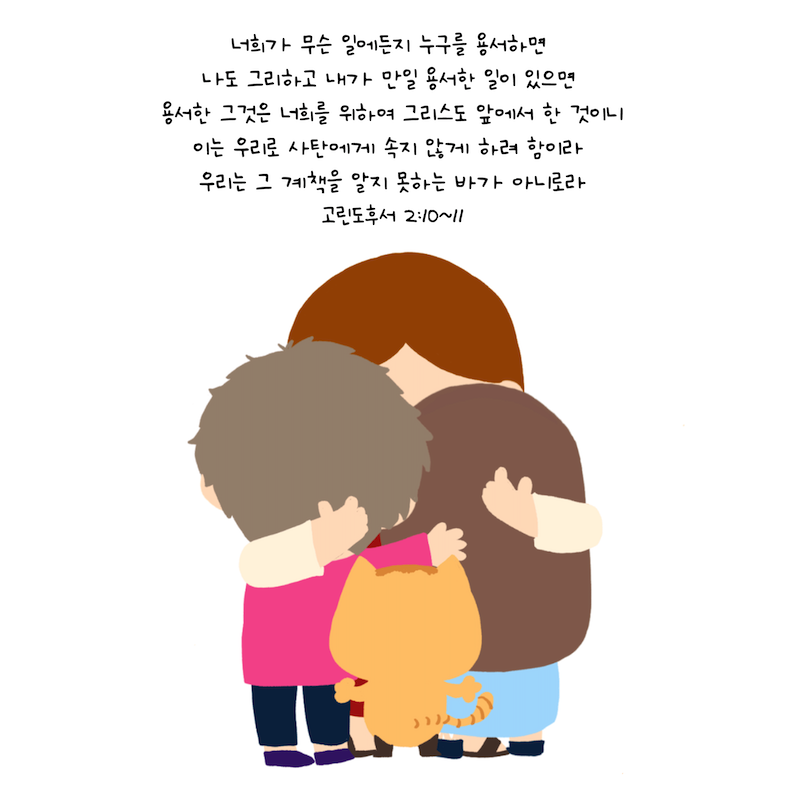 너희가 무슨 일에든지 누구를 용서하면
나도 그리하고 내가 만일 용서한 일이 있으면
용서한 그것은 너희를 위하여 그리스도 앞에서 한 것이니
이는 우리로 사탄에게 속지 않게 하려 함이라
우리는 그 계책을 알지 못하는 바가 아니로라
고린도후서 2:10~11